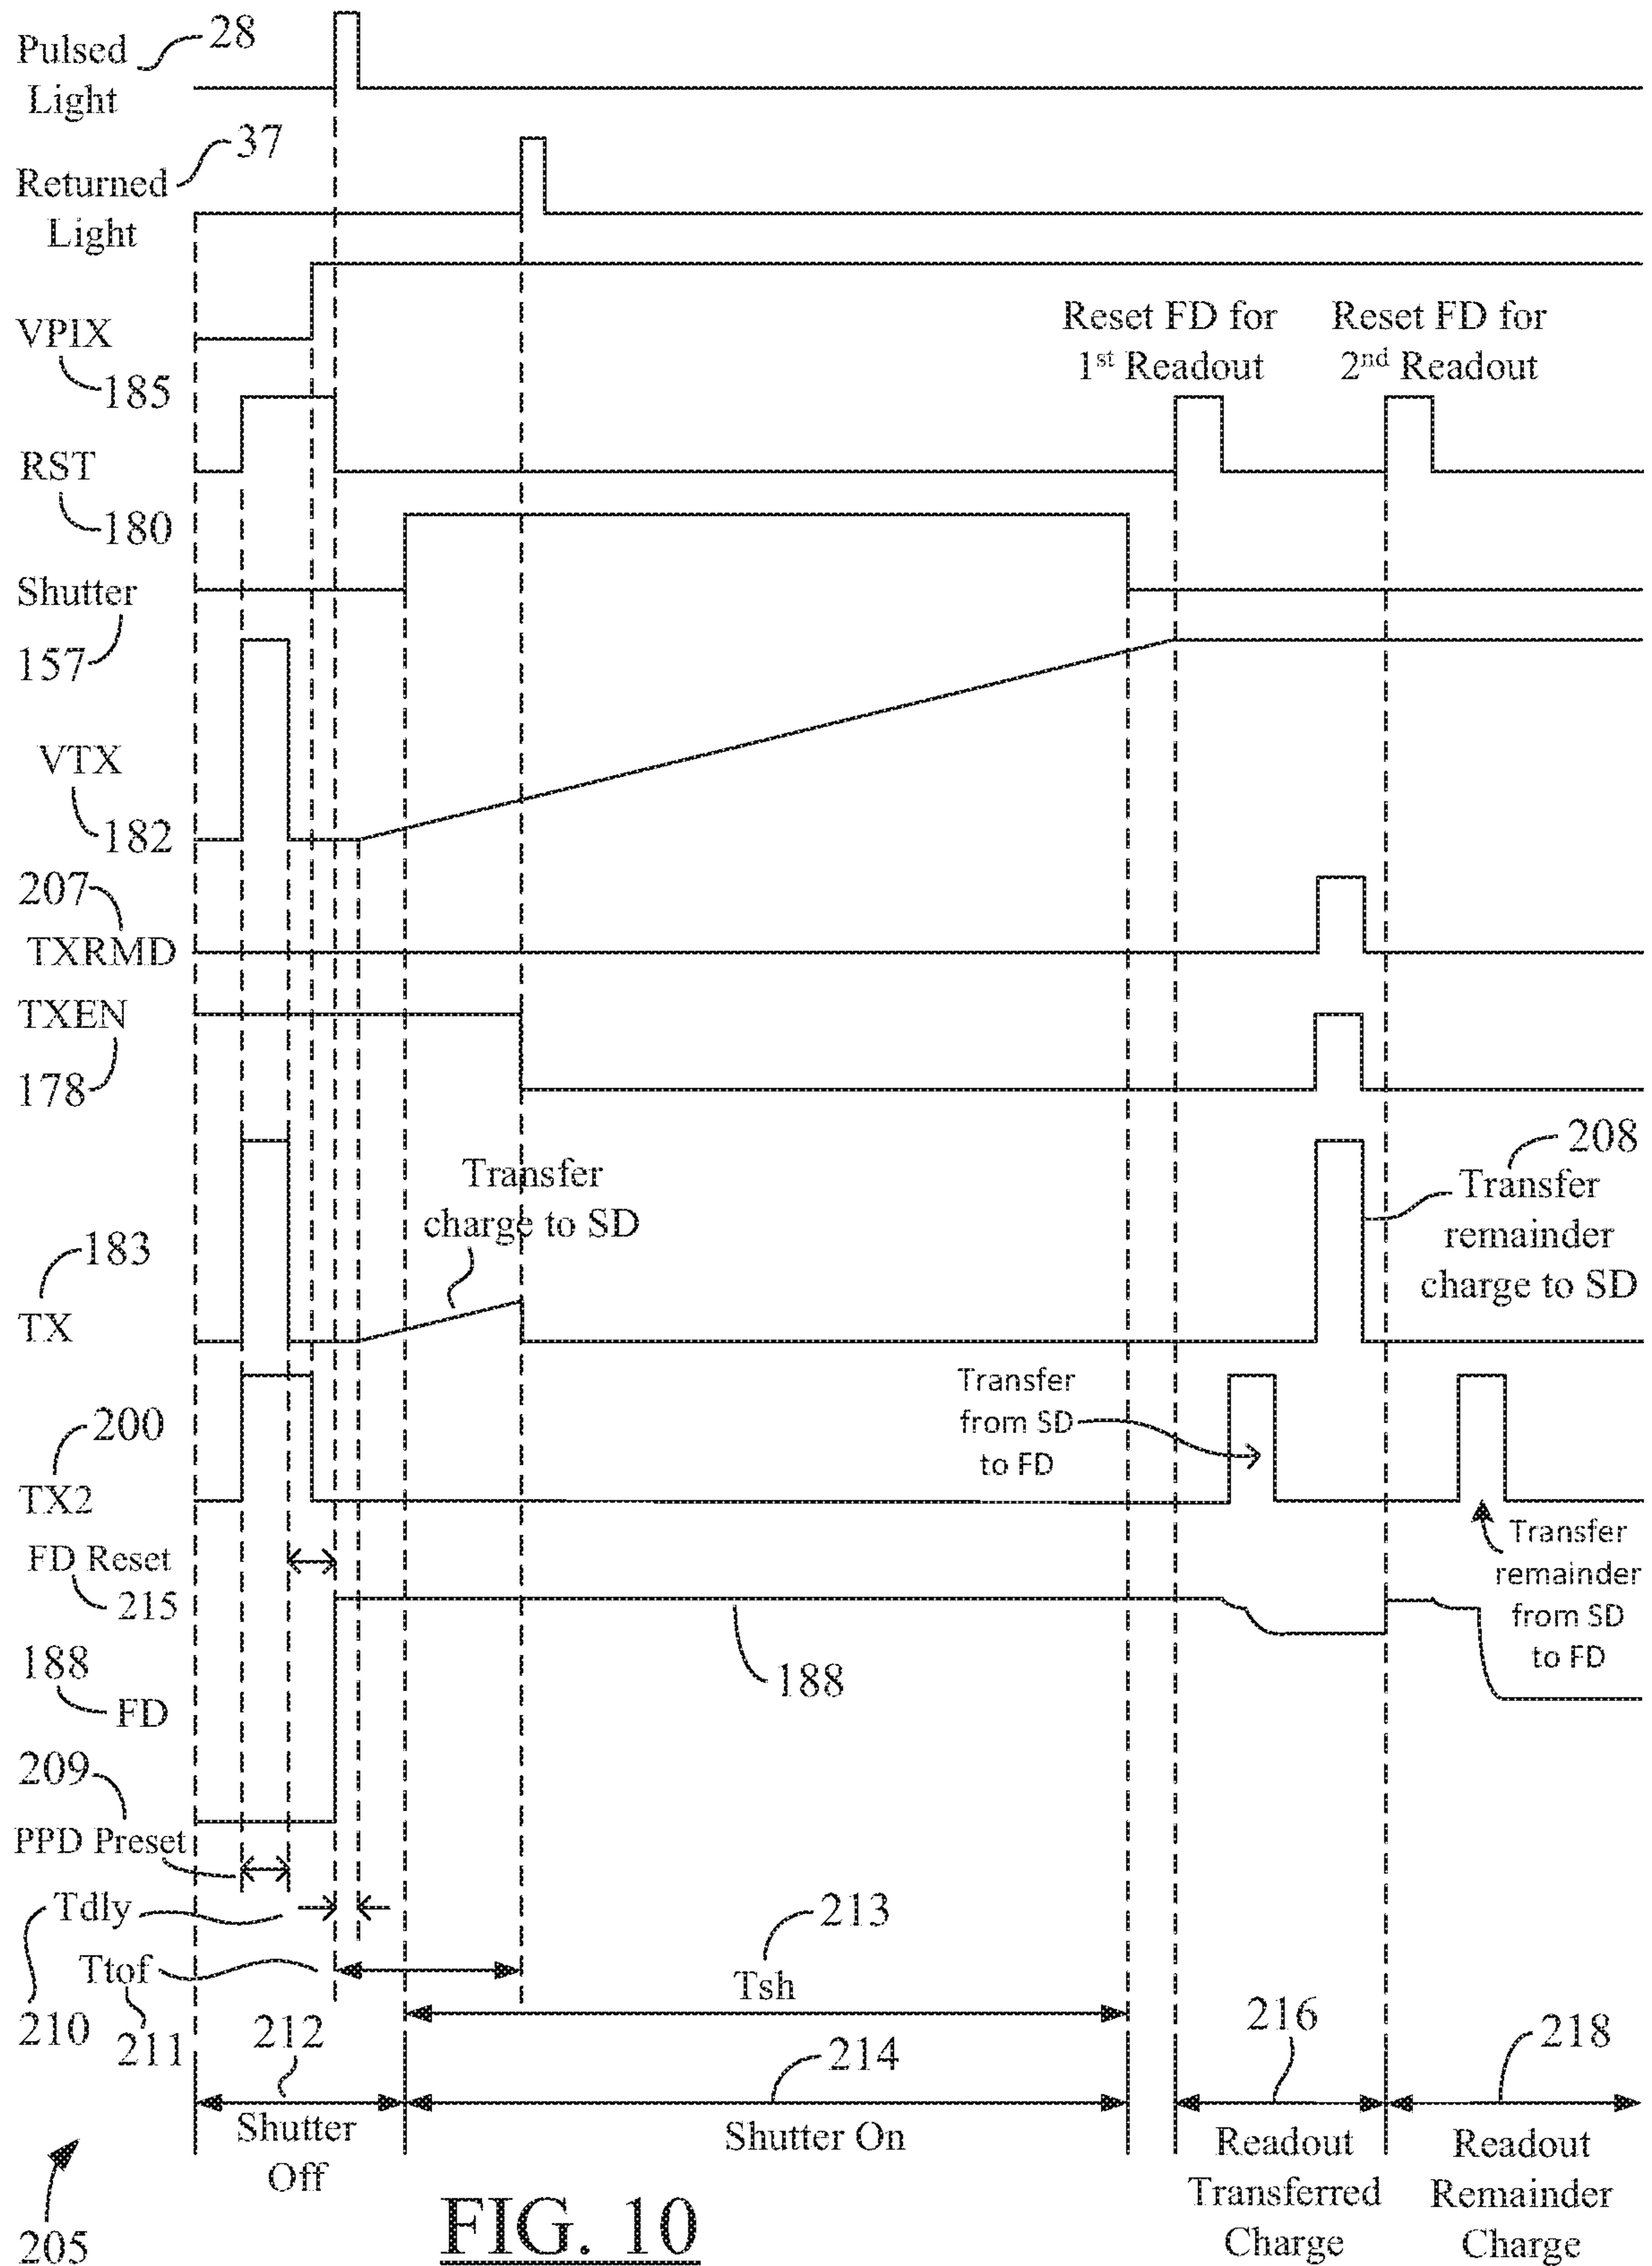 Pulsed
Light
28
Returned
Light
37
VPIX
185
Reset FD for
1st Readout
Reset FD for
2nd Readout
RST
180
Shutter
157
VTX
182
207
TXRMD
TXEN
178
208
Transfer
remainder
charge to SD
Transfer
charge to SD
183
TX
Transfer
from SD
to FD
200
TX2
Transfer
remainder
from SD
to FD
FD Reset
215
188
FD
188
209
PPD Preset
Tdly
210
Ttof
211
213
Tsh
212
Shutter
Off
214
Shutter On
216
Readout
Transferred
Charge
218
Readout
Remainder
Charge
205
FIG. 10